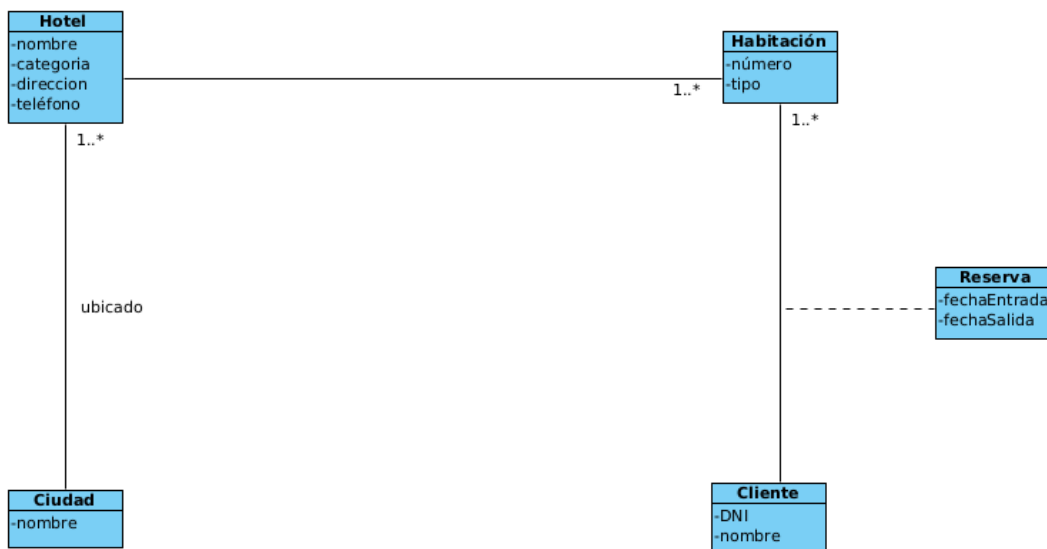 Hotel
-nombre
-categoria
-direccion
-teléfono
Habitación
-número
-tipo
1..*
1..*
1..*
ubicado
Reserva
-fechaEntrada
-fechaSalida
Ciudad
-nombre
Cliente
-DNI
-nombre